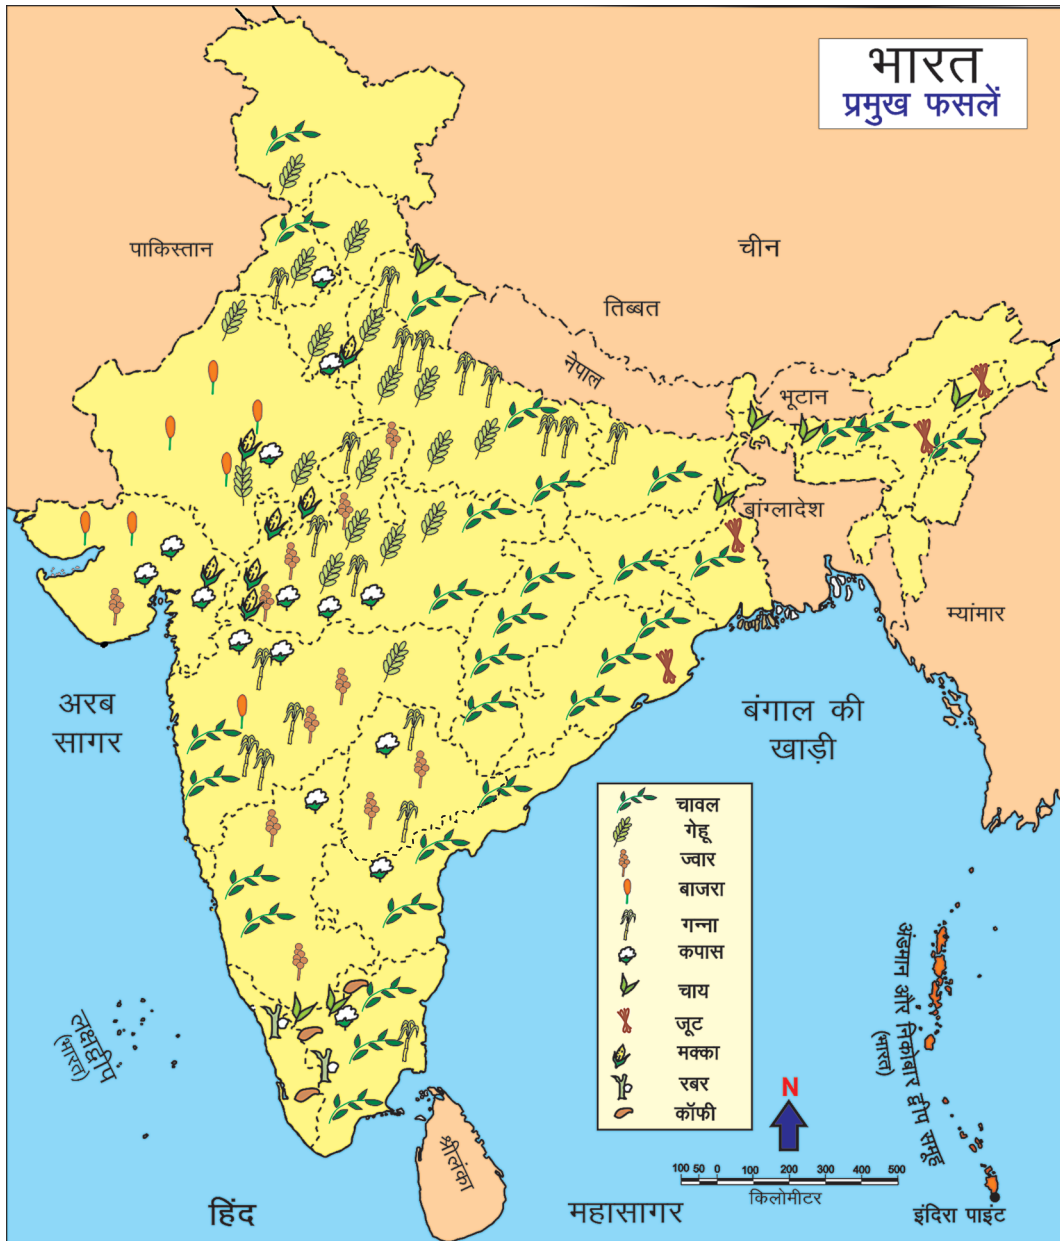 भारत
प्रमुख फसलें
पाकिस्तान
चीन
तिब्बत
नेपाल
भूटान
बांग्लादेश
म्यांमार
अरब
सागर
बंगाल की
खाड़ी
चावल
गेहू
ज्वार
बाजरा
गन्ना
कपास
चाय
जूट
मक्का
रबर
कॉफी
लक्षद्वीप
(भारत)
अंडमान और निकोबार द्वीप समूह
(भारत)
N
श्रीलंका
100 50 0 100 200 300 400 500
किलोमीटर
हिंद
महासागर
इंदिरा पाइंट